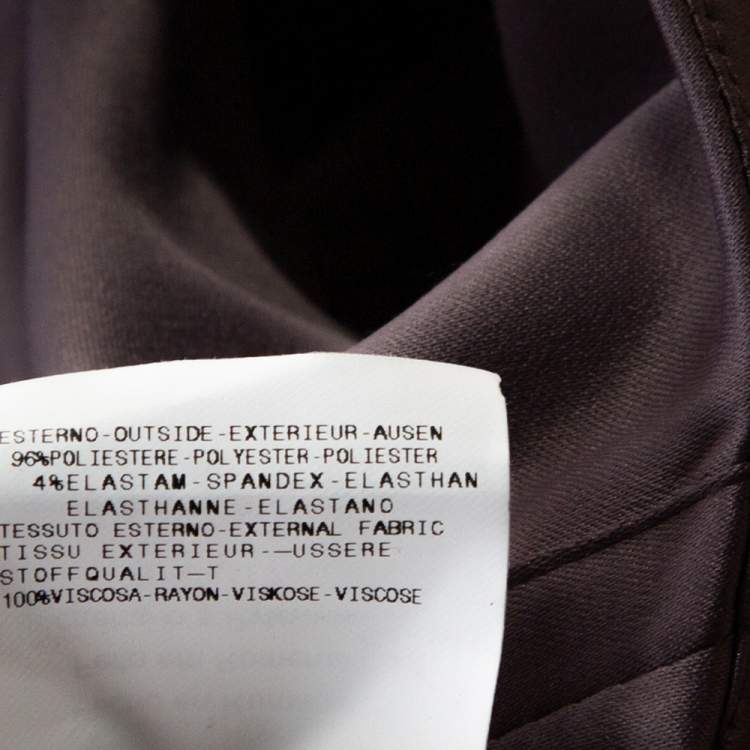 ESTERNO-OUTSIDE-EXTERIEUR-AUSEN
96%POLIESTERE-POLYESTER-POLIESTER
4%ELASTAM-SPANDEX-ELASTHAN
ELASTHANNE-ELASTANO
TESSUTO ESTERNO-EXTERNAL FABRIC
TISSU EXTERIEUR-—USSERE
STOFFQUALIT—T
100%VISCOSA-RAYON-VISKOSE-VISCOSE